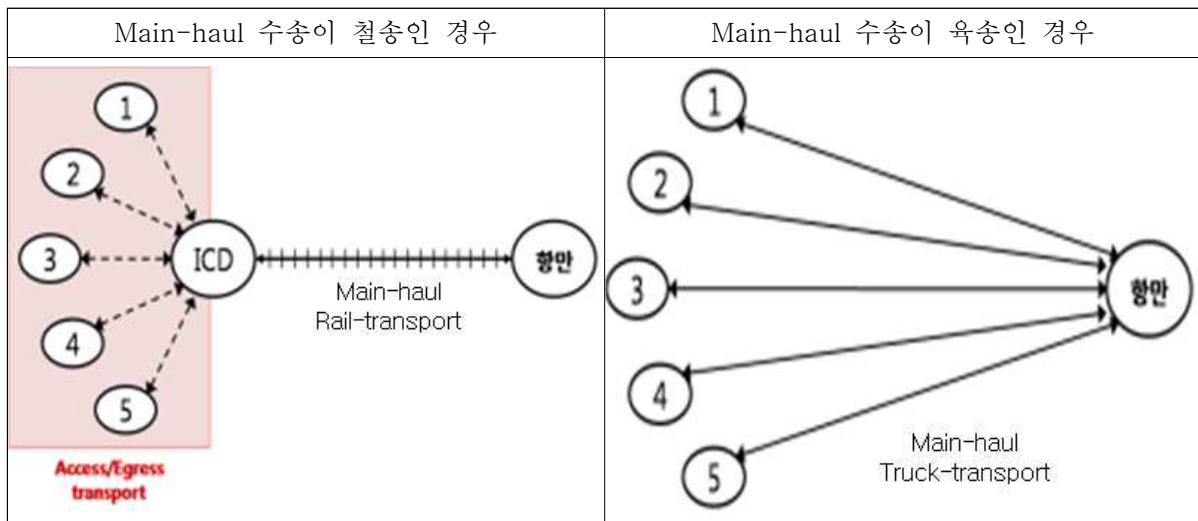 Main-haul 수송이 철송인 경우
Main-haul 수송이 육송인 경우
1
2
3
4
5
ICD
항만
Main-haul
Rail-transport
Access/Egress
transport
1
2
3
4
5
항만
Main-haul
Truck-transport